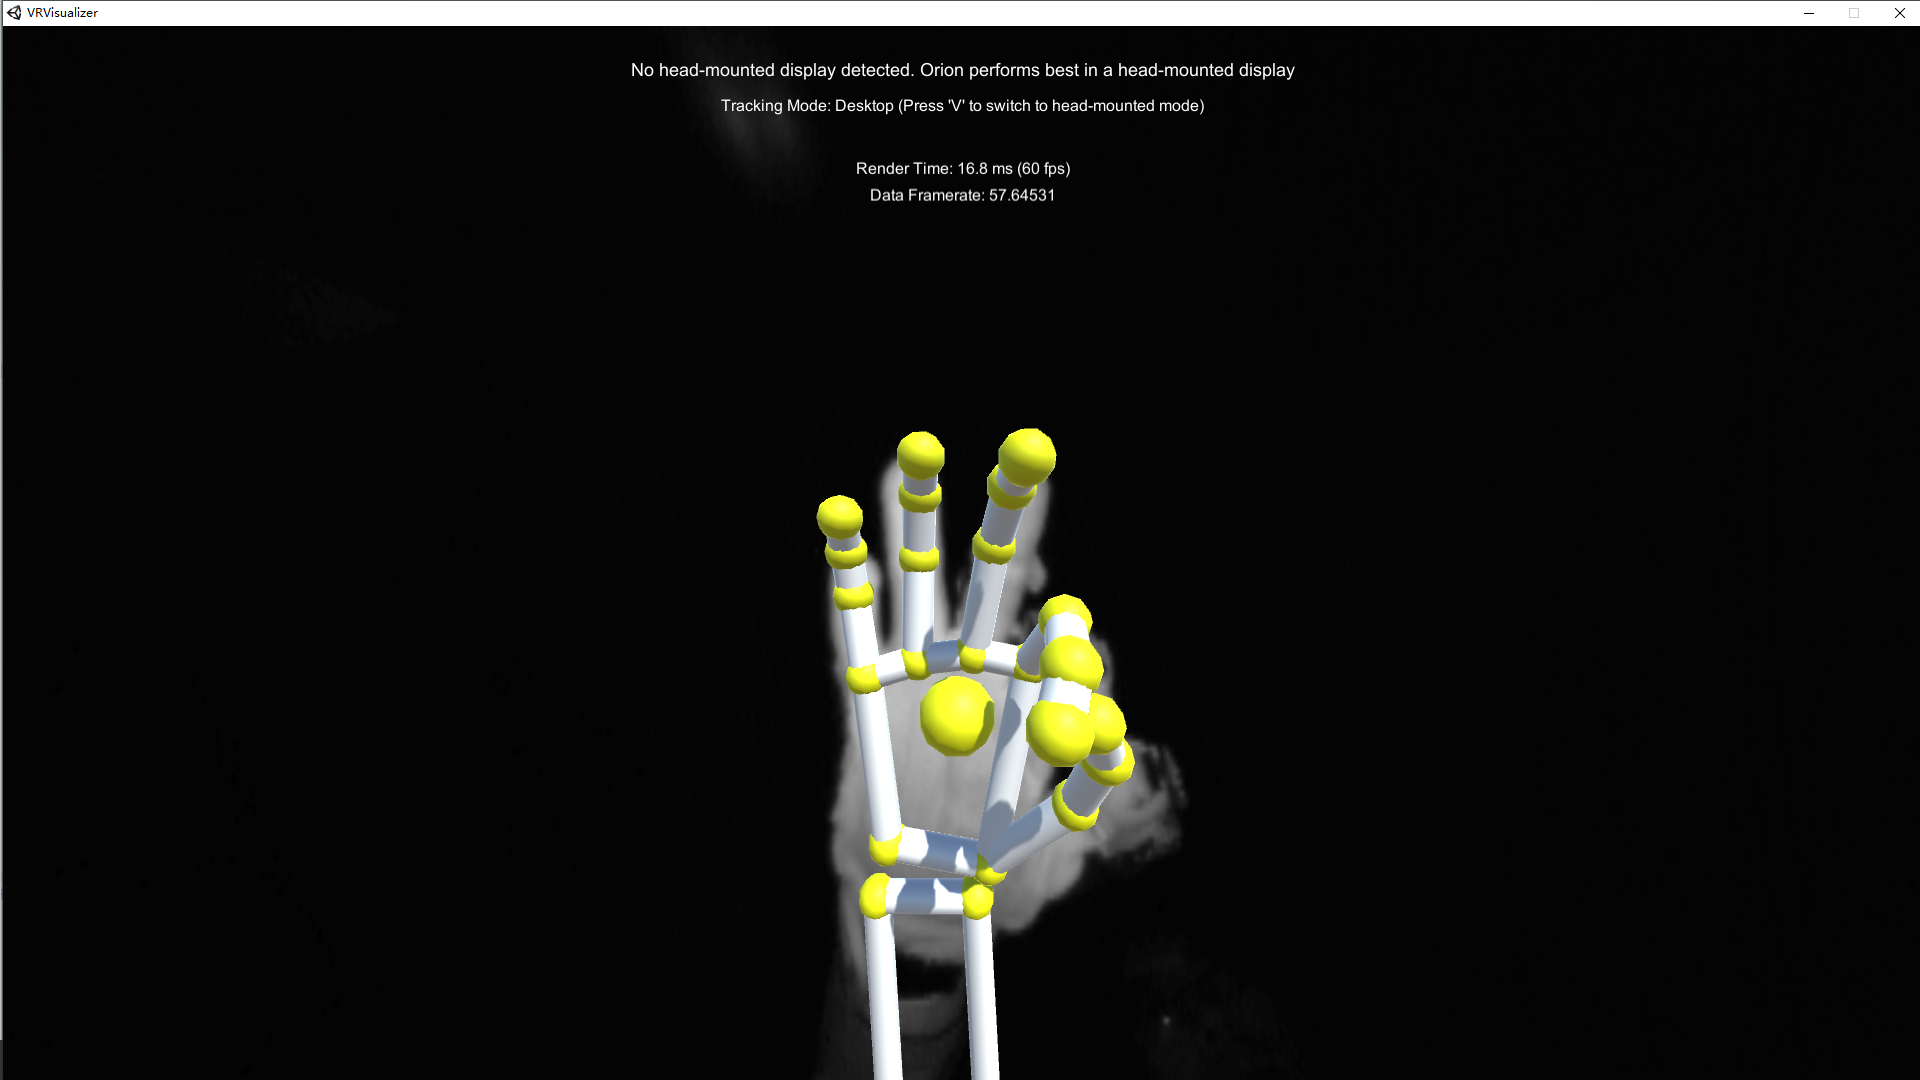 VRVisualizer
No head-mounted display detected. Orion performs best in a head-mounted display
Tracking Mode: Desktop (Press 'V' to switch to head-mounted mode)
Render Time: 16.8 ms (60 fps)
Data Framerate: 57.64531